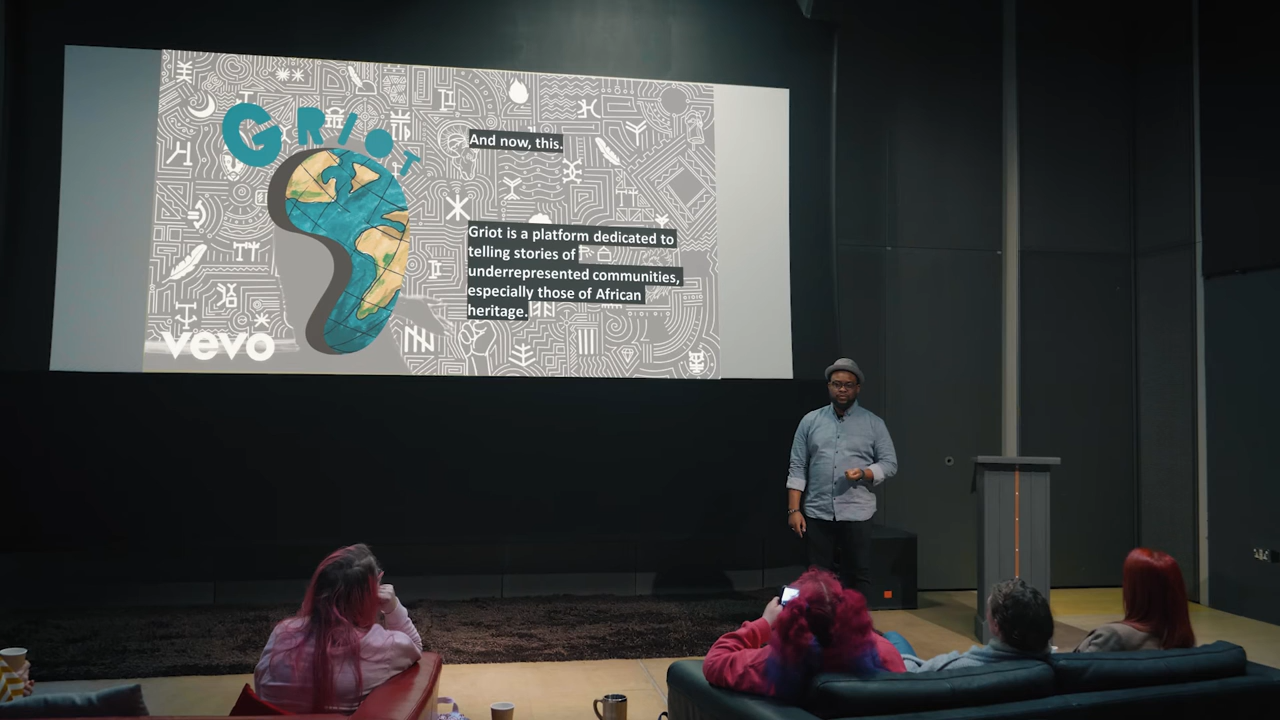 GRIOT
And now, this.
Griot is a platform dedicated to
telling stories of
underrepresented communities,
especially those of African
heritage.
vevo